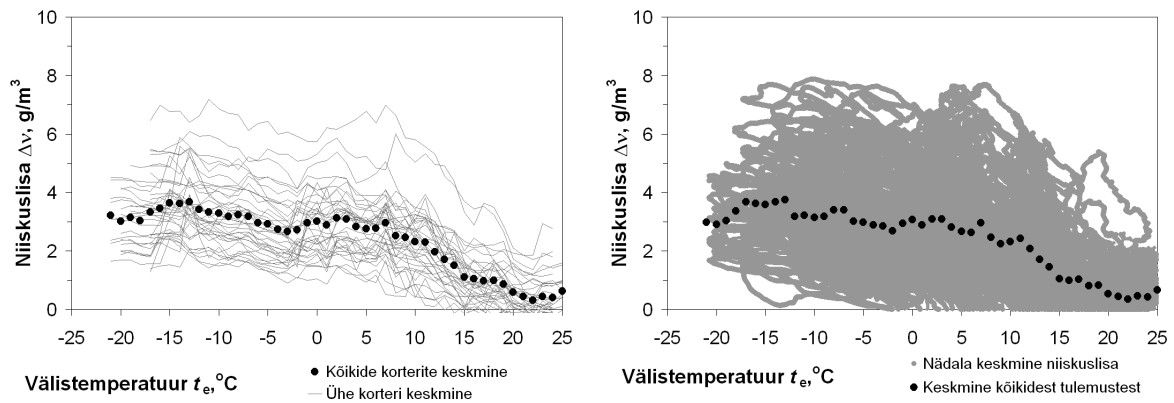 10
8
6
4
2
0
Niiskuslisa Δν, g/m³
-25 -20 -15 -10 -5 0 5 10 15 20 25
Välistemperatuur tₑ,°C
Kõikide korterite keskmine
Ühe korteri keskmine
10
8
6
4
2
0
Niiskuslisa Δν, g/m³
-25 -20 -15 -10 -5 0 5 10 15 20 25
Välistemperatuur tₑ,°C
Nädala keskmine niiskuslisa
Keskmine kõikidest tulemustest